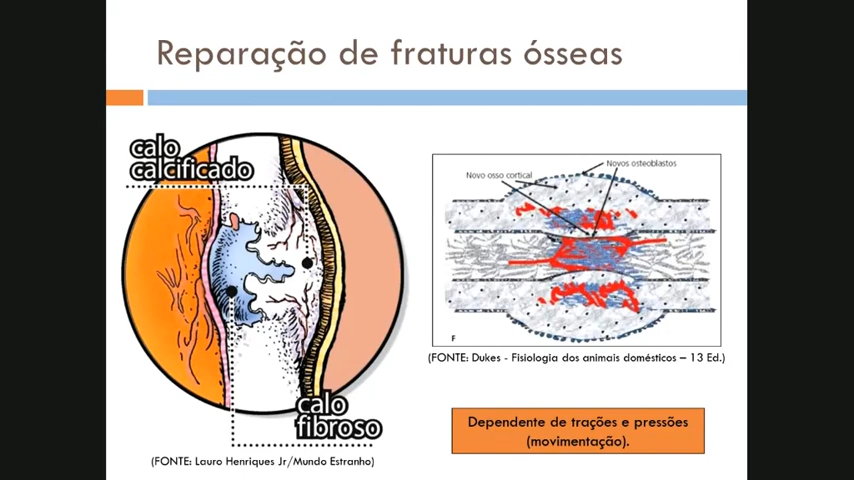 Reparação de fraturas ósseas
calo
calcificado
calo
fibroso
(FONTE: Lauro Henriques Jr/Mundo Estranho)
Novos osteoblastos
Novo osso cortical
F
(FONTE: Dukes - Fisiologia dos animais domésticos – 13 Ed.)
Dependente de trações e pressões
(movimentação).